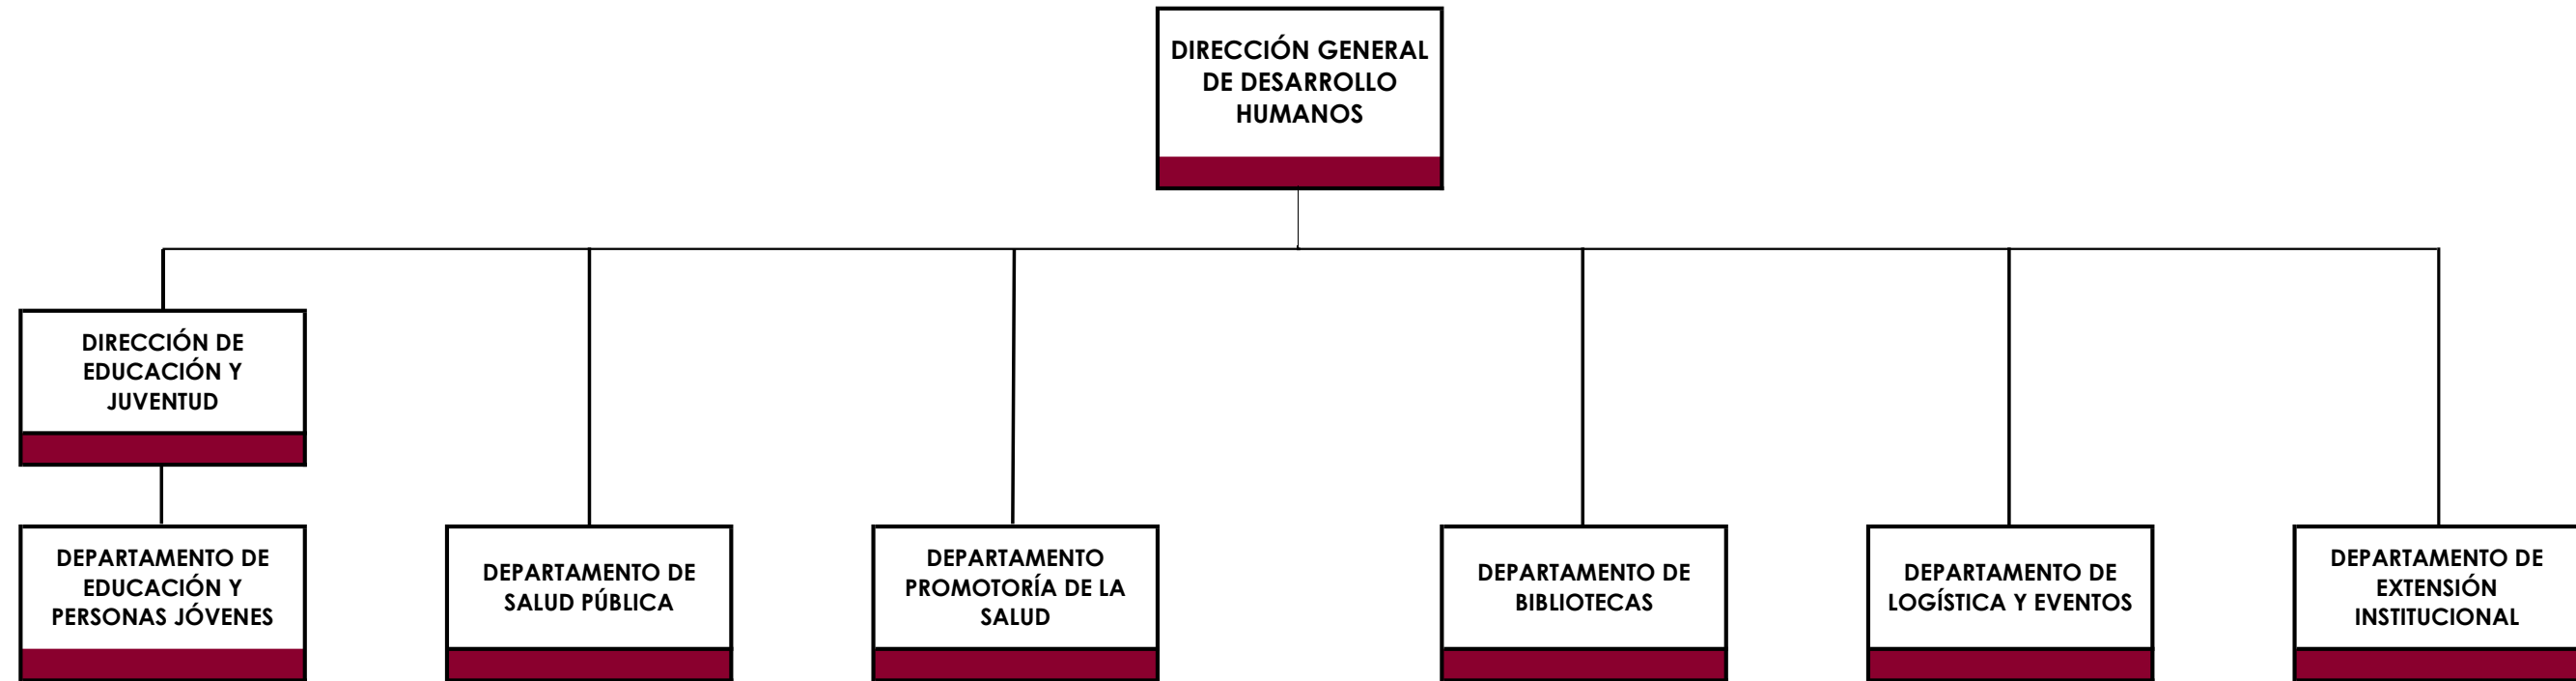 DIRECCIÓN GENERAL
DE DESARROLLO
HUMANOS
DIRECCIÓN DE
EDUCACIÓN Y
JUVENTUD
DEPARTAMENTO DE
EDUCACIÓN Y
PERSONAS JÓVENES
DEPARTAMENTO DE
SALUD PÚBLICA
DEPARTAMENTO
PROMOTORÍA DE LA
SALUD
DEPARTAMENTO DE
BIBLIOTECAS
DEPARTAMENTO DE
LOGÍSTICA Y EVENTOS
DEPARTAMENTO DE
EXTENSIÓN
INSTITUCIONAL